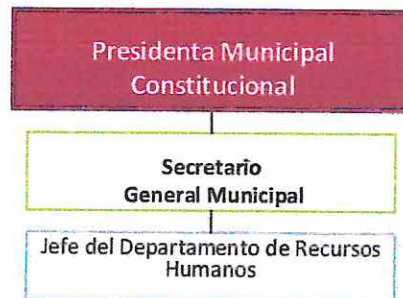 Presidenta Municipal
Constitucional
Secretario
General Municipal
Jefe del Departamento de Recursos
Humanos